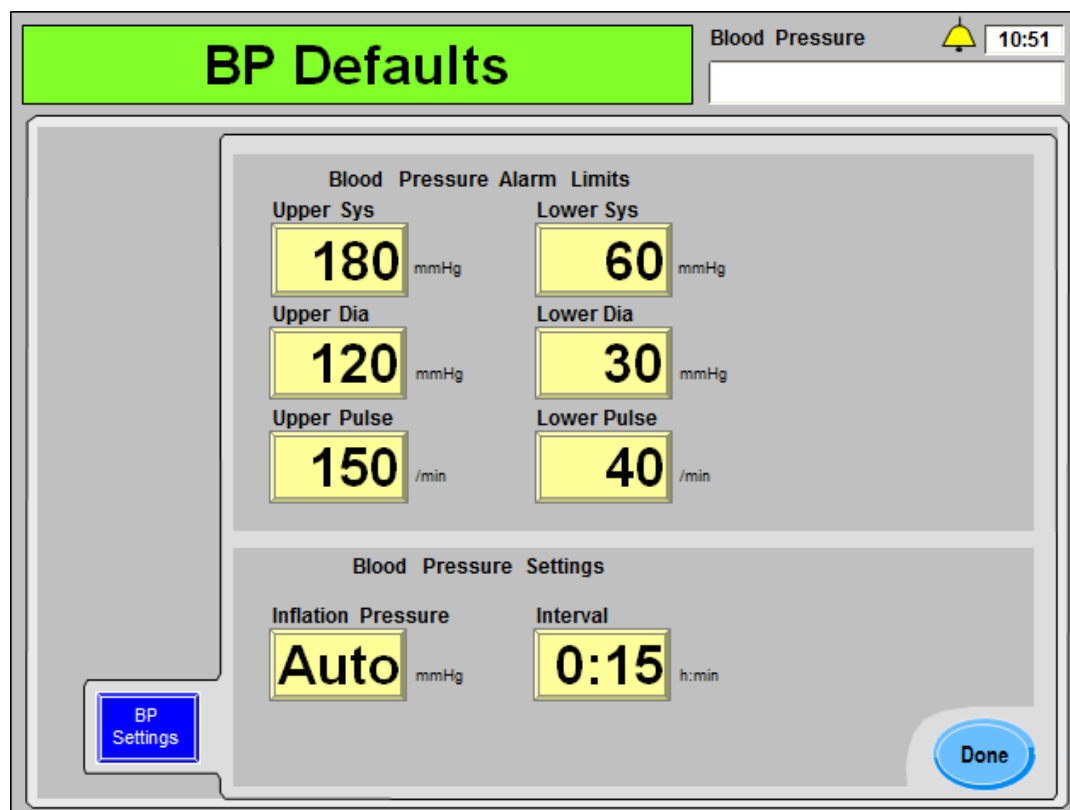 BP Defaults
Blood Pressure
10:51
Blood Pressure Alarm Limits
Upper Sys
Lower Sys
180 mmHg
60 mmHg
Upper Dia
Lower Dia
120 mmHg
30 mmHg
Upper Pulse
Lower Pulse
150 /min
40 /min
Blood Pressure Settings
Inflation Pressure
Interval
Auto mmHg
0:15 h:min
BP
Settings
Done